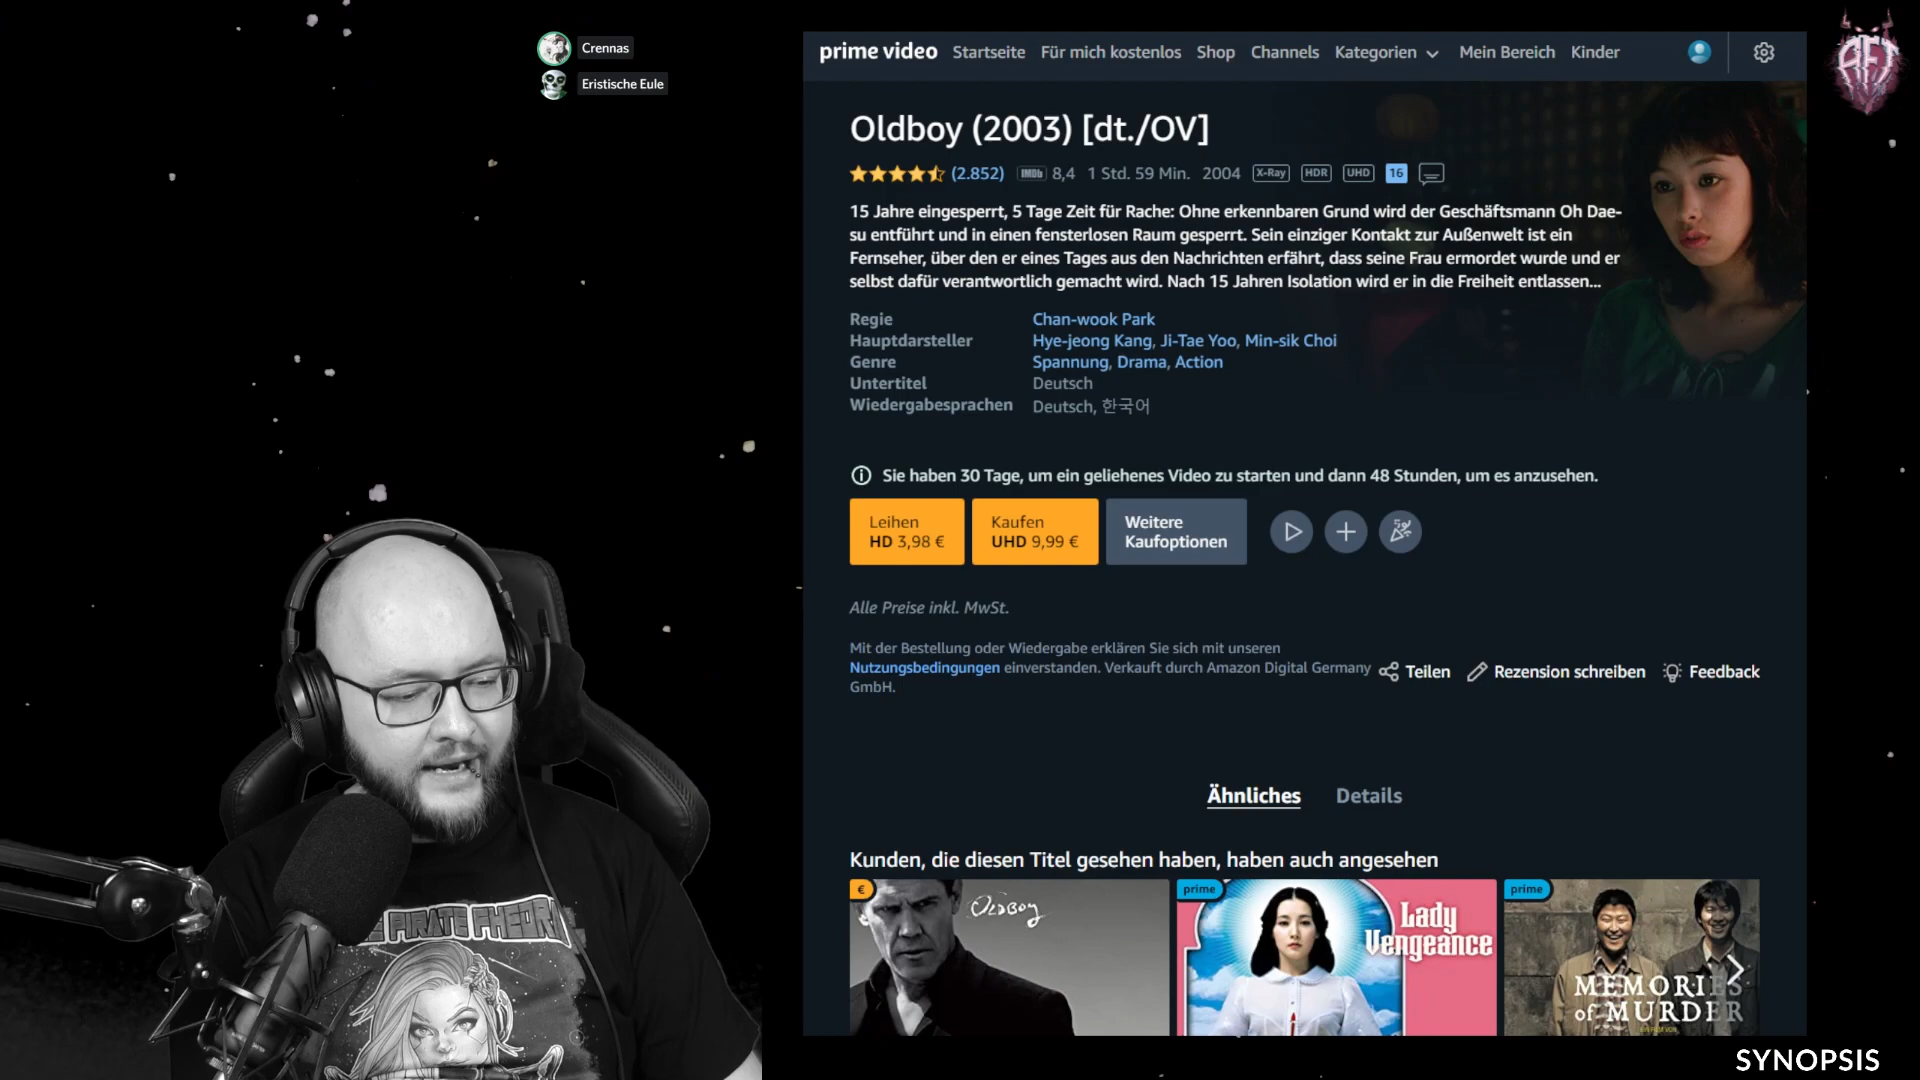 Crennas
Eristische Eule
prime video Startseite Für mich kostenlos Shop Channels Kategorien Mein Bereich Kinder
AFT
Oldboy (2003) [dt./OV]
(2.852) IMDb 8,4 1 Std. 59 Min. 2004 X-Ray HDR UHD 16
15 Jahre eingesperrt, 5 Tage Zeit für Rache: Ohne erkennbaren Grund wird der Geschäftsmann Oh Dae-
su entführt und in einen fensterlosen Raum gesperrt. Sein einziger Kontakt zur Außenwelt ist ein
Fernseher, über den er eines Tages aus den Nachrichten erfährt, dass seine Frau ermordet wurde und er
selbst dafür verantwortlich gemacht wird. Nach 15 Jahren Isolation wird er in die Freiheit entlassen...
Regie Chan-wook Park
Hauptdarsteller Hye-jeong Kang, Ji-Tae Yoo, Min-sik Choi
Genre Spannung, Drama, Action
Untertitel Deutsch
Wiedergabesprachen Deutsch, 한국어
Sie haben 30 Tage, um ein geliehenes Video zu starten und dann 48 Stunden, um es anzusehen.
Leihen
HD 3,98 €
Kaufen
UHD 9,99 €
Weitere
Kaufoptionen
Alle Preise inkl. MwSt.
Mit der Bestellung oder Wiedergabe erklären Sie sich mit unseren
Nutzungsbedingungen einverstanden. Verkauft durch Amazon Digital Germany
GmbH.
Teilen Rezension schreiben Feedback
Ähnliches Details
Kunden, die diesen Titel gesehen haben, haben auch angesehen
€
OLDBOY
prime
Lady
Vengeance
prime
MEMORIES
of MURDER
PIRATE PHEORA
SYNOPSIS